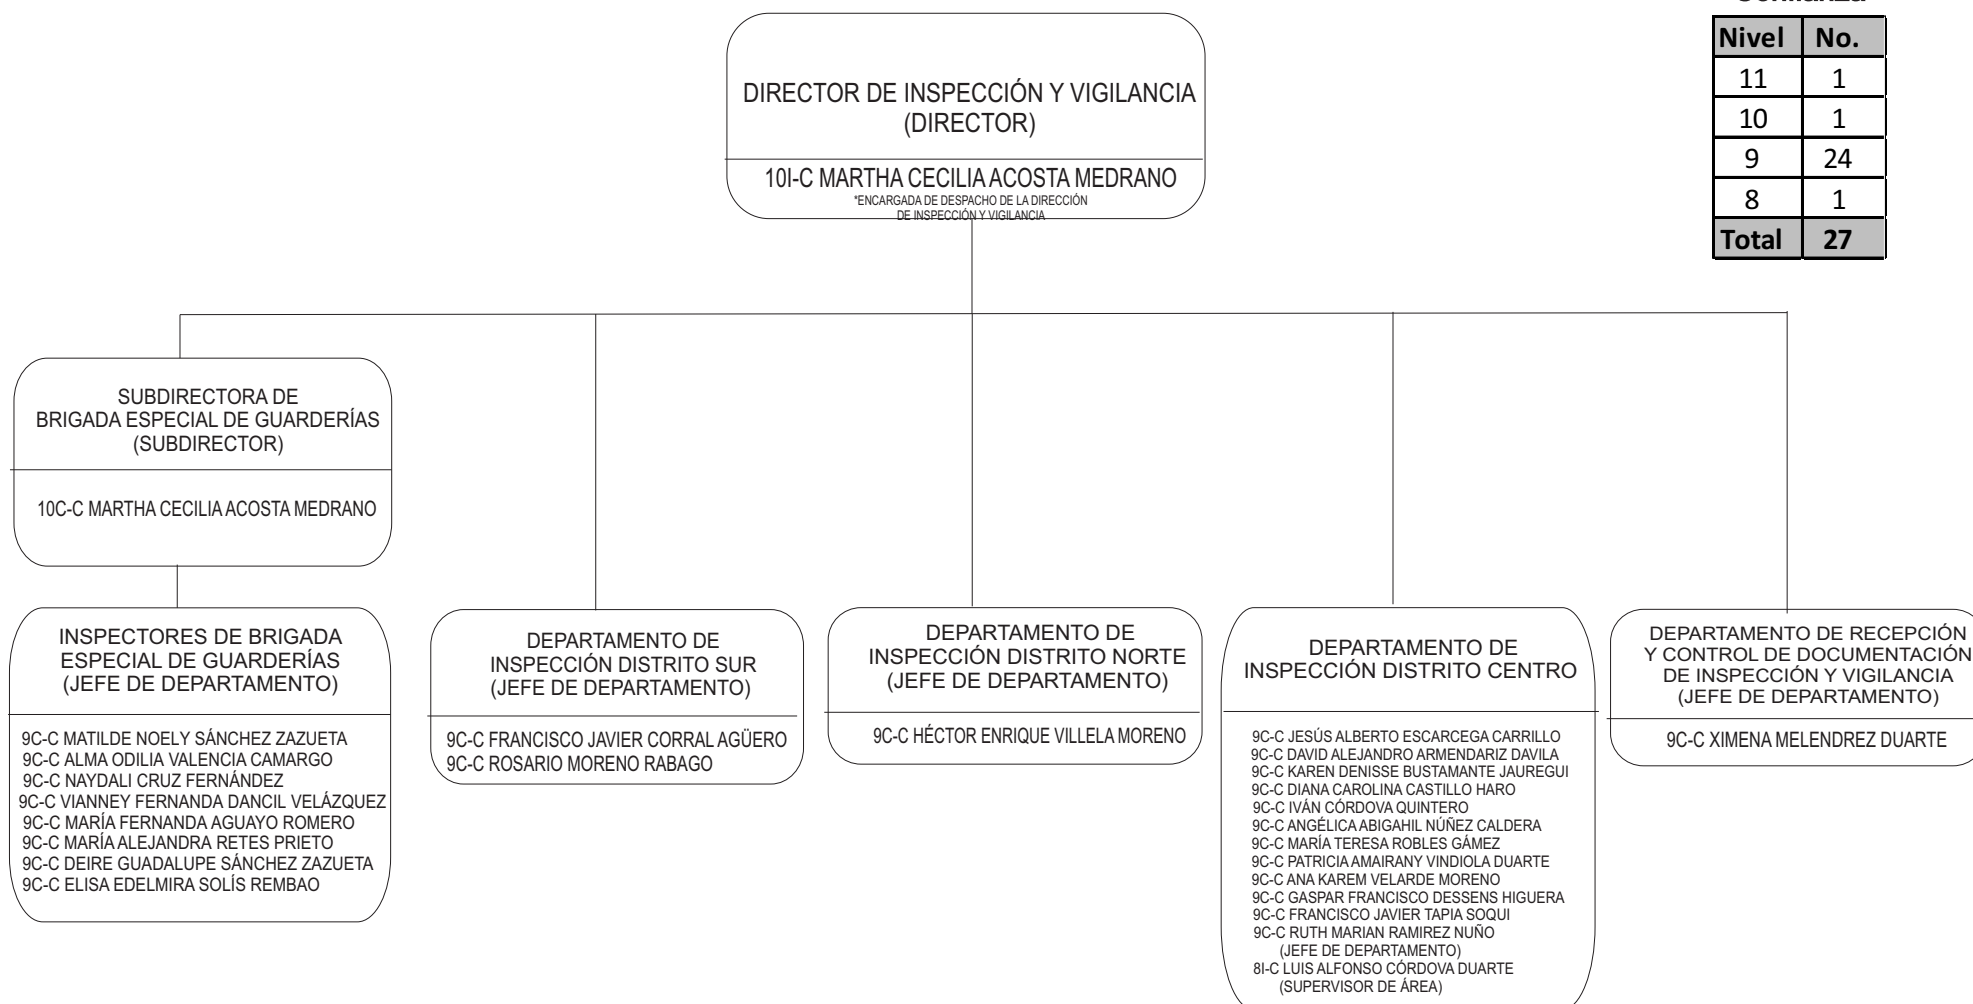 Confianza
Nivel No.
11 1
10 1
9 24
8 1
Total 27
DIRECTOR DE INSPECCIÓN Y VIGILANCIA
(DIRECTOR)
10I-C MARTHA CECILIA ACOSTA MEDRANO
*ENCARGADA DE DESPACHO DE LA DIRECCIÓN
DE INSPECCIÓN Y VIGILANCIA
SUBDIRECTORA DE
BRIGADA ESPECIAL DE GUARDERÍAS
(SUBDIRECTOR)
10C-C MARTHA CECILIA ACOSTA MEDRANO
INSPECTORES DE BRIGADA
ESPECIAL DE GUARDERÍAS
(JEFE DE DEPARTAMENTO)
9C-C MATILDE NOELY SÁNCHEZ ZAZUETA
9C-C ALMA ODILIA VALENCIA CAMARGO
9C-C NAYDALI CRUZ FERNÁNDEZ
9C-C VIANNEY FERNANDA DANCIL VELÁZQUEZ
9C-C MARÍA FERNANDA AGUAYO ROMERO
9C-C MARÍA ALEJANDRA RETES PRIETO
9C-C DEIRE GUADALUPE SÁNCHEZ ZAZUETA
9C-C ELISA EDELMIRA SOLÍS REMBAO
DEPARTAMENTO DE
INSPECCIÓN DISTRITO SUR
(JEFE DE DEPARTAMENTO)
9C-C FRANCISCO JAVIER CORRAL AGÜERO
9C-C ROSARIO MORENO RABAGO
DEPARTAMENTO DE
INSPECCIÓN DISTRITO NORTE
(JEFE DE DEPARTAMENTO)
9C-C HÉCTOR ENRIQUE VILLELA MORENO
DEPARTAMENTO DE
INSPECCIÓN DISTRITO CENTRO
9C-C JESÚS ALBERTO ESCARCEGA CARRILLO
9C-C DAVID ALEJANDRO ARMENDARIZ DAVILA
9C-C KAREN DENISSE BUSTAMANTE JAUREGUI
9C-C DIANA CAROLINA CASTILLO HARO
9C-C IVÁN CÓRDOVA QUINTERO
9C-C ANGÉLICA ABIGAHIL NÚÑEZ CALDERA
9C-C MARÍA TERESA ROBLES GÁMEZ
9C-C PATRICIA AMAIRANY VINDIOLA DUARTE
9C-C ANA KAREM VELARDE MORENO
9C-C GASPAR FRANCISCO DESSENS HIGUERA
9C-C FRANCISCO JAVIER TAPIA SOQUI
9C-C RUTH MARIAN RAMIREZ NUÑO
(JEFE DE DEPARTAMENTO)
8I-C LUIS ALFONSO CÓRDOVA DUARTE
(SUPERVISOR DE ÁREA)
DEPARTAMENTO DE RECEPCIÓN
Y CONTROL DE DOCUMENTACIÓN
DE INSPECCIÓN Y VIGILANCIA
(JEFE DE DEPARTAMENTO)
9C-C XIMENA MELENDREZ DUARTE